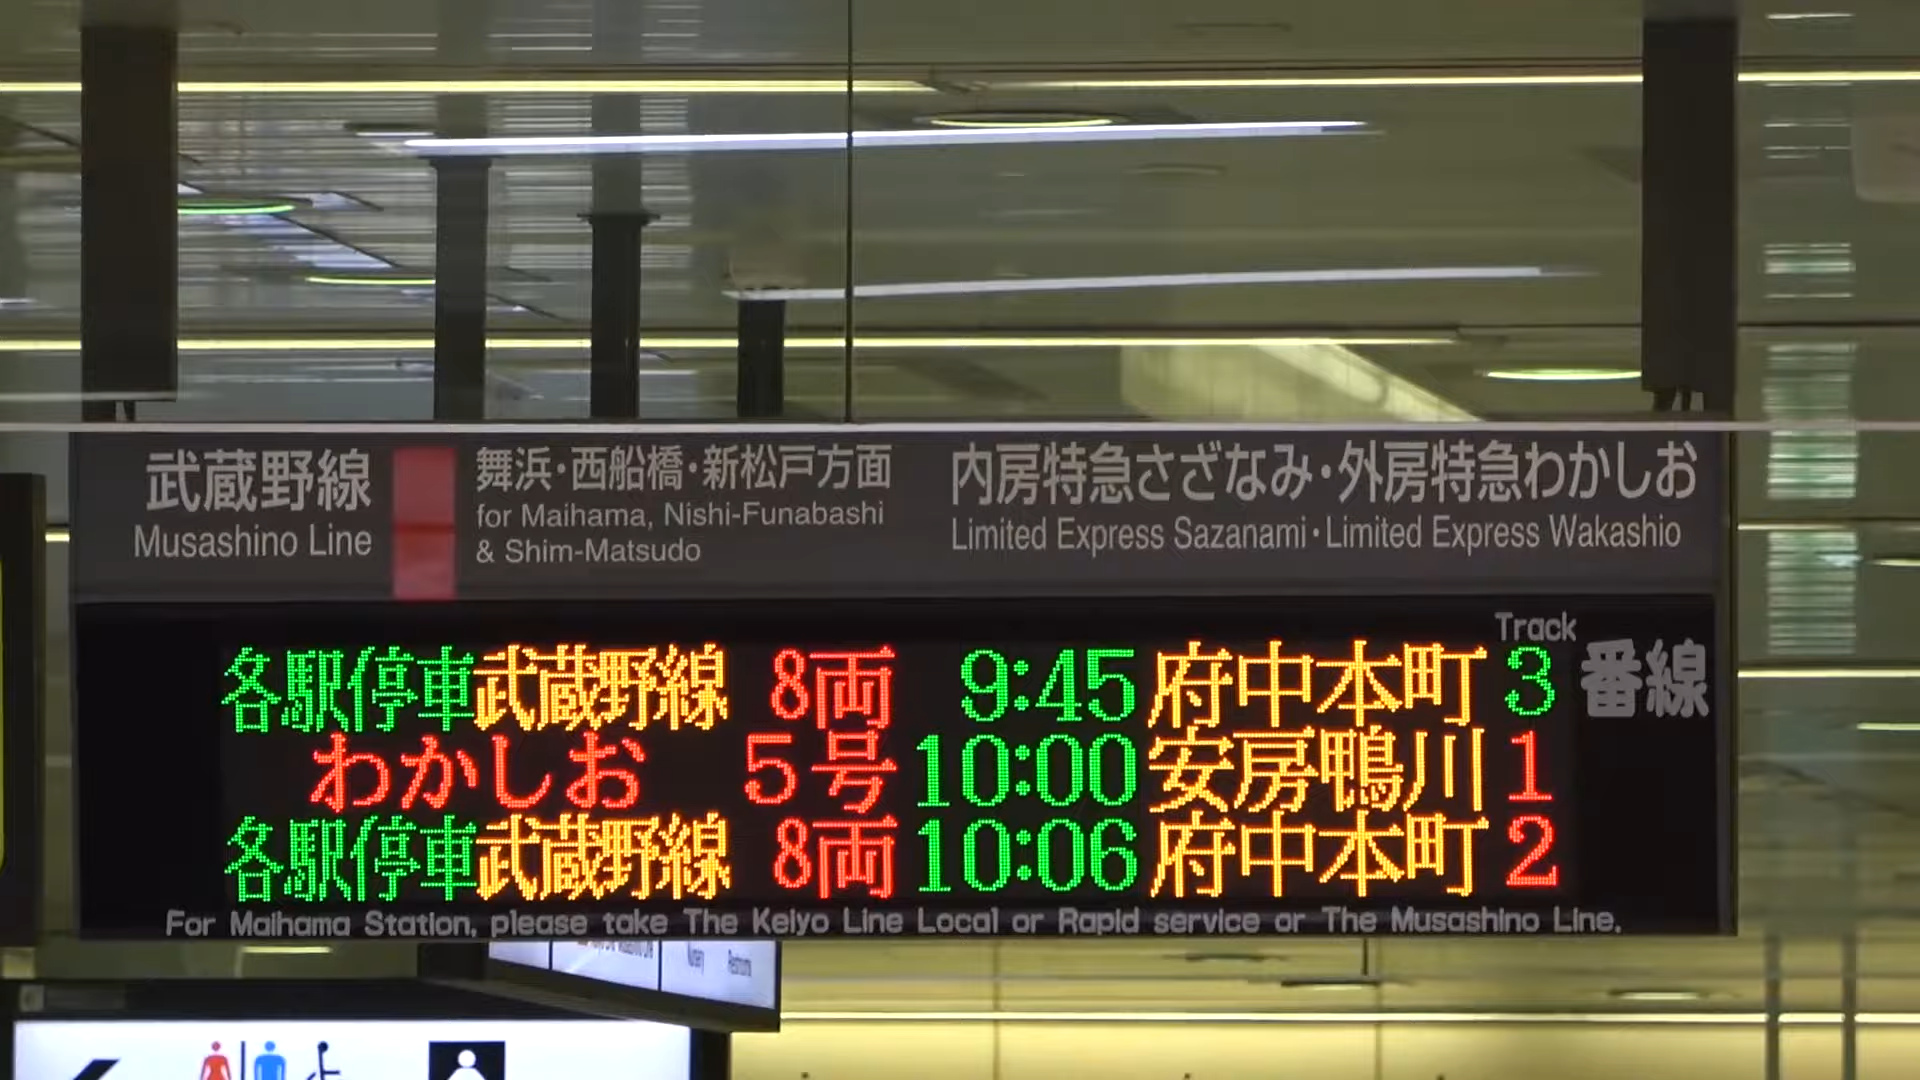 武蔵野線
Musashino Line
舞浜・西船橋・新松戸方面
for Maihama, Nishi-Funabashi
& Shim-Matsudo
内房特急さざなみ・外房特急わかしお
Limited Express Sazanami・Limited Express Wakashio
Track
番線
各駅停車武蔵野線 8両 9:45 府中本町 3
わかしお 5号 10:00 安房鴨川 1
各駅停車武蔵野線 8両 10:06 府中本町 2
For Maihama Station, please take The Keiyo Line Local or Rapid service or The Musashino Line.
Nursery
Restrooms